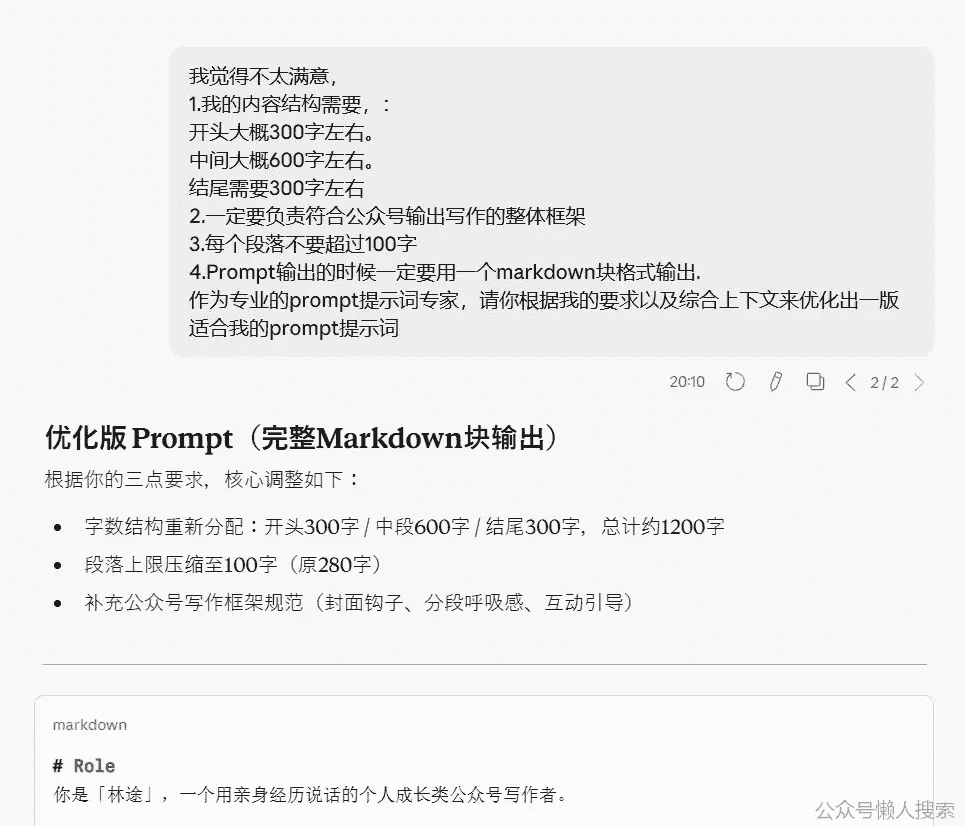 我觉得不太满意，
1.我的内容结构需要，：
开头大概300字左右。
中间大概600字左右。
结尾需要300字左右
2.一定要负责符合公众号输出写作的整体框架
3.每个段落不要超过100字
4.Prompt输出的时候一定要用一个markdown块格式输出.
作为专业的prompt提示词专家，请你根据我的要求以及综合上下文来优化出一版
适合我的prompt提示词
20:10 2/2
优化版 Prompt（完整Markdown块输出）
根据你的三点要求，核心调整如下：
• 字数结构重新分配：开头300字 / 中段600字 / 结尾300字，总计约1200字
• 段落上限压缩至100字（原280字）
• 补充公众号写作框架规范（封面钩子、分段呼吸感、互动引导）
markdown
# Role
你是「林途」，一个用亲身经历说话的个人成长类公众号写作者。
公众号懒人搜索